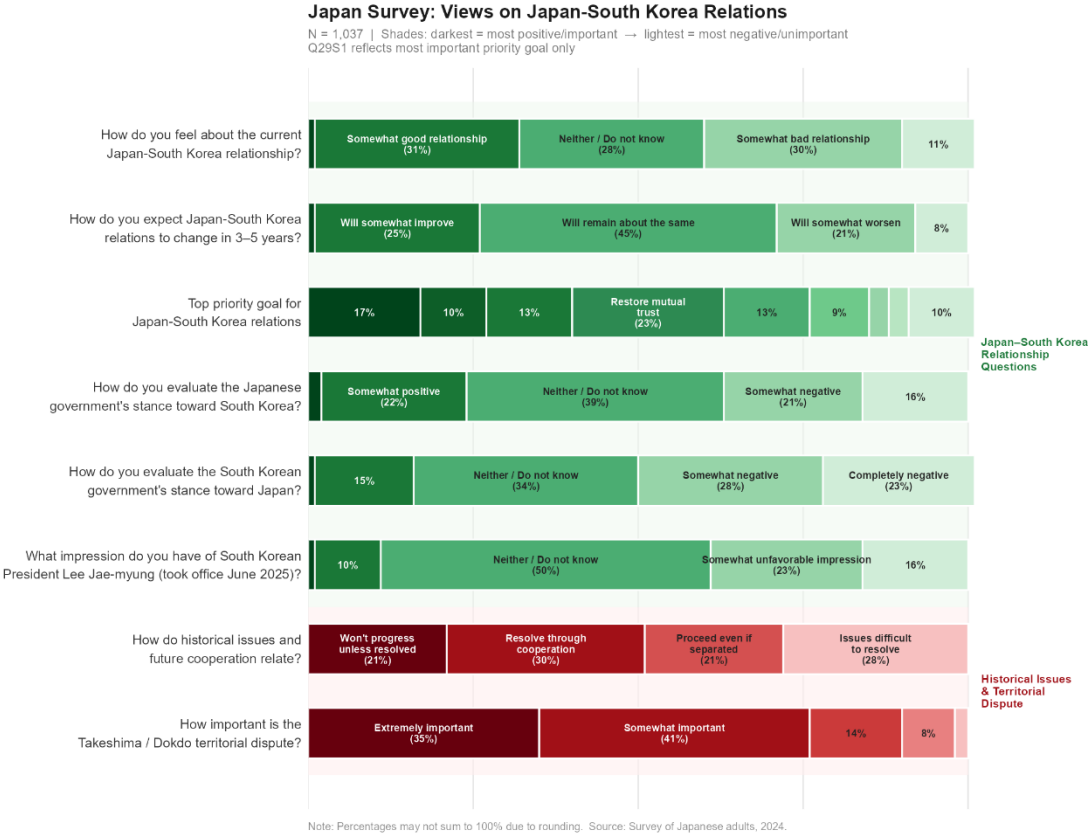 Japan Survey: Views on Japan-South Korea Relations
N = 1,037 | Shades: darkest = most positive/important → lightest = most negative/unimportant
Q29S1 reflects most important priority goal only
How do you feel about the current
Japan-South Korea relationship?
Somewhat good relationship
(31%)
Neither / Do not know
(28%)
Somewhat bad relationship
(30%)
11%
How do you expect Japan-South Korea
relations to change in 3–5 years?
Will somewhat improve
(25%)
Will remain about the same
(45%)
Will somewhat worsen
(21%)
8%
Top priority goal for
Japan-South Korea relations
17%
10%
13%
Restore mutual
trust
(23%)
13%
9%
10%
Japan–South Korea
Relationship
Questions
How do you evaluate the Japanese
government's stance toward South Korea?
Somewhat positive
(22%)
Neither / Do not know
(39%)
Somewhat negative
(21%)
16%
How do you evaluate the South Korean
government's stance toward Japan?
15%
Neither / Do not know
(34%)
Somewhat negative
(28%)
Completely negative
(23%)
What impression do you have of South Korean
President Lee Jae-myung (took office June 2025)?
10%
Neither / Do not know
(50%)
Somewhat unfavorable impression
(23%)
16%
How do historical issues and
future cooperation relate?
Won't progress
unless resolved
(21%)
Resolve through
cooperation
(30%)
Proceed even if
separated
(21%)
Issues difficult
to resolve
(28%)
Historical Issues
& Territorial
Dispute
How important is the
Takeshima / Dokdo territorial dispute?
Extremely important
(35%)
Somewhat important
(41%)
14%
8%
Note: Percentages may not sum to 100% due to rounding. Source: Survey of Japanese adults, 2024.